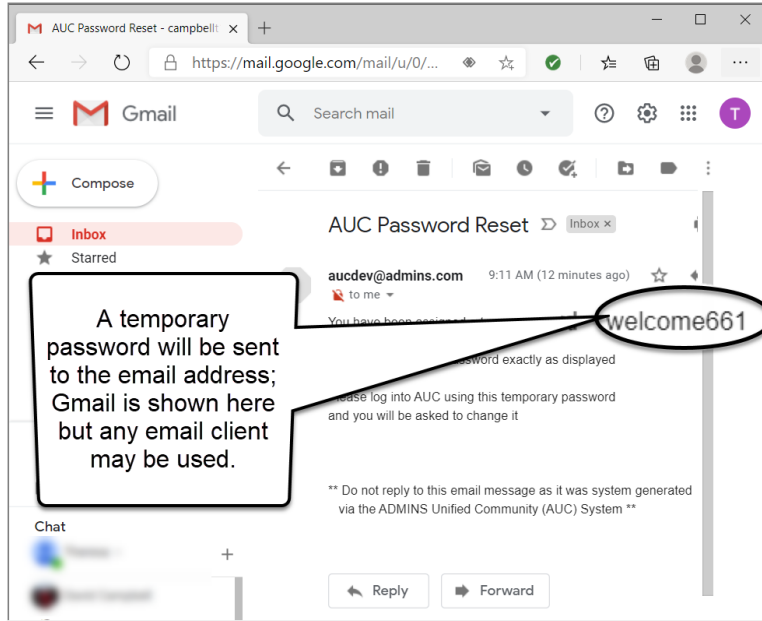 AUC Password Reset - campbellt
https://mail.google.com/mail/u/0/...
Gmail
Search mail
T
Compose
AUC Password Reset Inbox ×
Inbox
Starred
aucdev@admins.com 9:11 AM (12 minutes ago)
to me
You have been assigned
welcome661
A temporary
password will be sent
to the email address;
Gmail is shown here
but any email client
may be used.
password exactly as displayed
log into AUC using this temporary password
and you will be asked to change it
** Do not reply to this email message as it was system generated
via the ADMINS Unified Community (AUC) System **
Chat
Reply
Forward